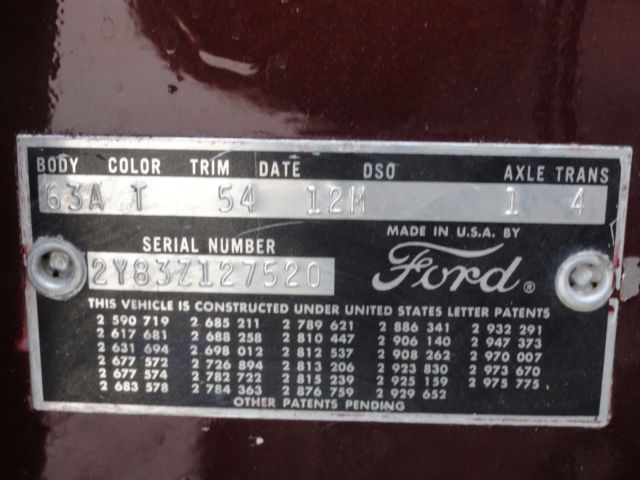 BODY COLOR TRIM DATE DSO AXLE TRANS
63A T 54 12M 1 4
SERIAL NUMBER
2Y83Z127520
MADE IN U.S.A. BY
Ford®
THIS VEHICLE IS CONSTRUCTED UNDER UNITED STATES LETTER PATENTS
2 590 719 2 685 211 2 789 621 2 886 341 2 932 291
2 617 681 2 688 258 2 810 447 2 906 140 2 947 373
2 631 694 2 698 012 2 812 537 2 908 262 2 970 007
2 677 572 2 726 894 2 813 206 2 923 830 2 973 670
2 677 574 2 782 722 2 815 239 2 925 159 2 975 775
2 683 578 2 784 363 2 876 759 2 929 652
OTHER PATENTS PENDING